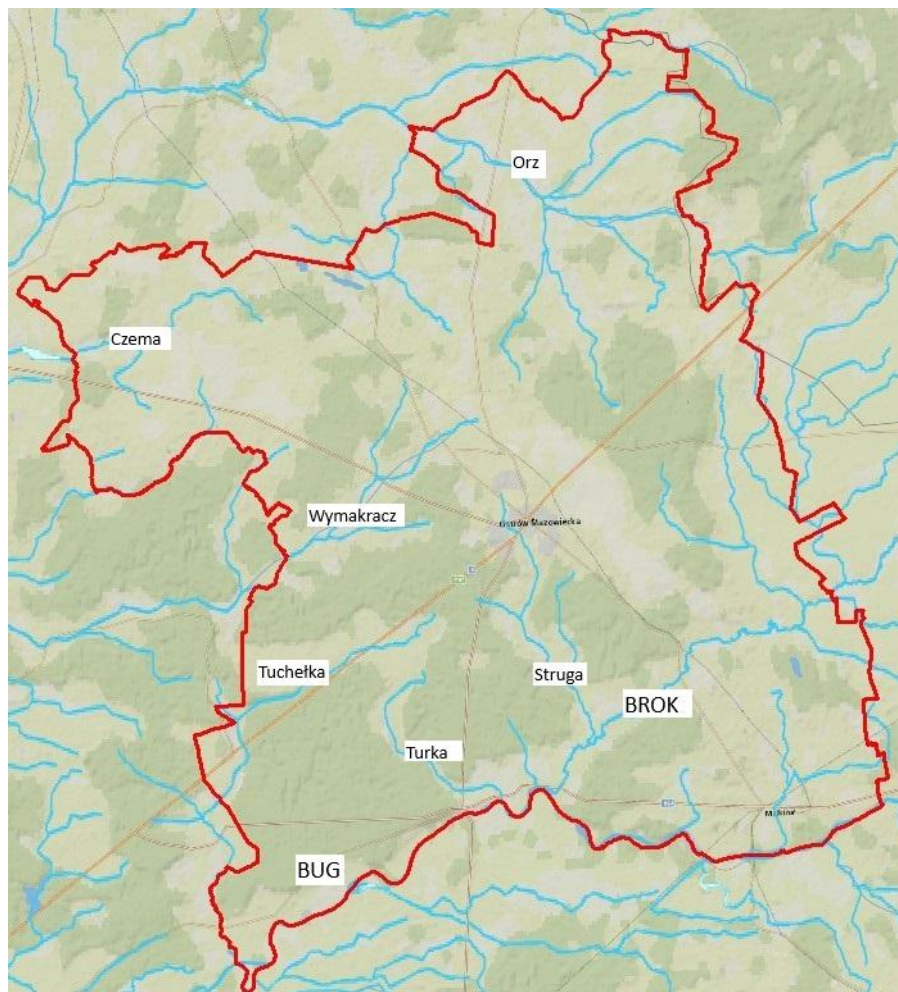 Orz
Czema
Wymakracz
Ostrów Mazowiecka
Tuchełka
Struga
BROK
Turka
BUG